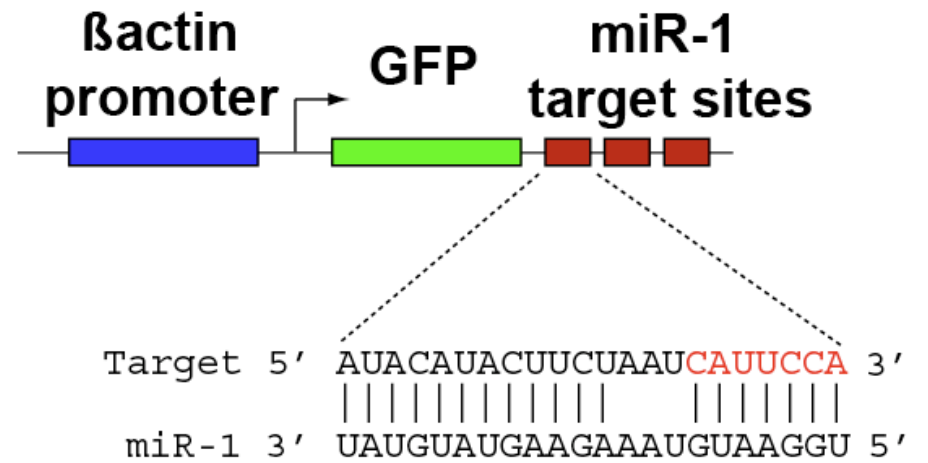 ßactin
promoter
GFP
miR-1
target sites
Target 5’ AUACAUACUUCUAAUCAUUCCA 3’
miR-1 3’ UAUGUAUGAAGAAAUGUAAGGU 5’